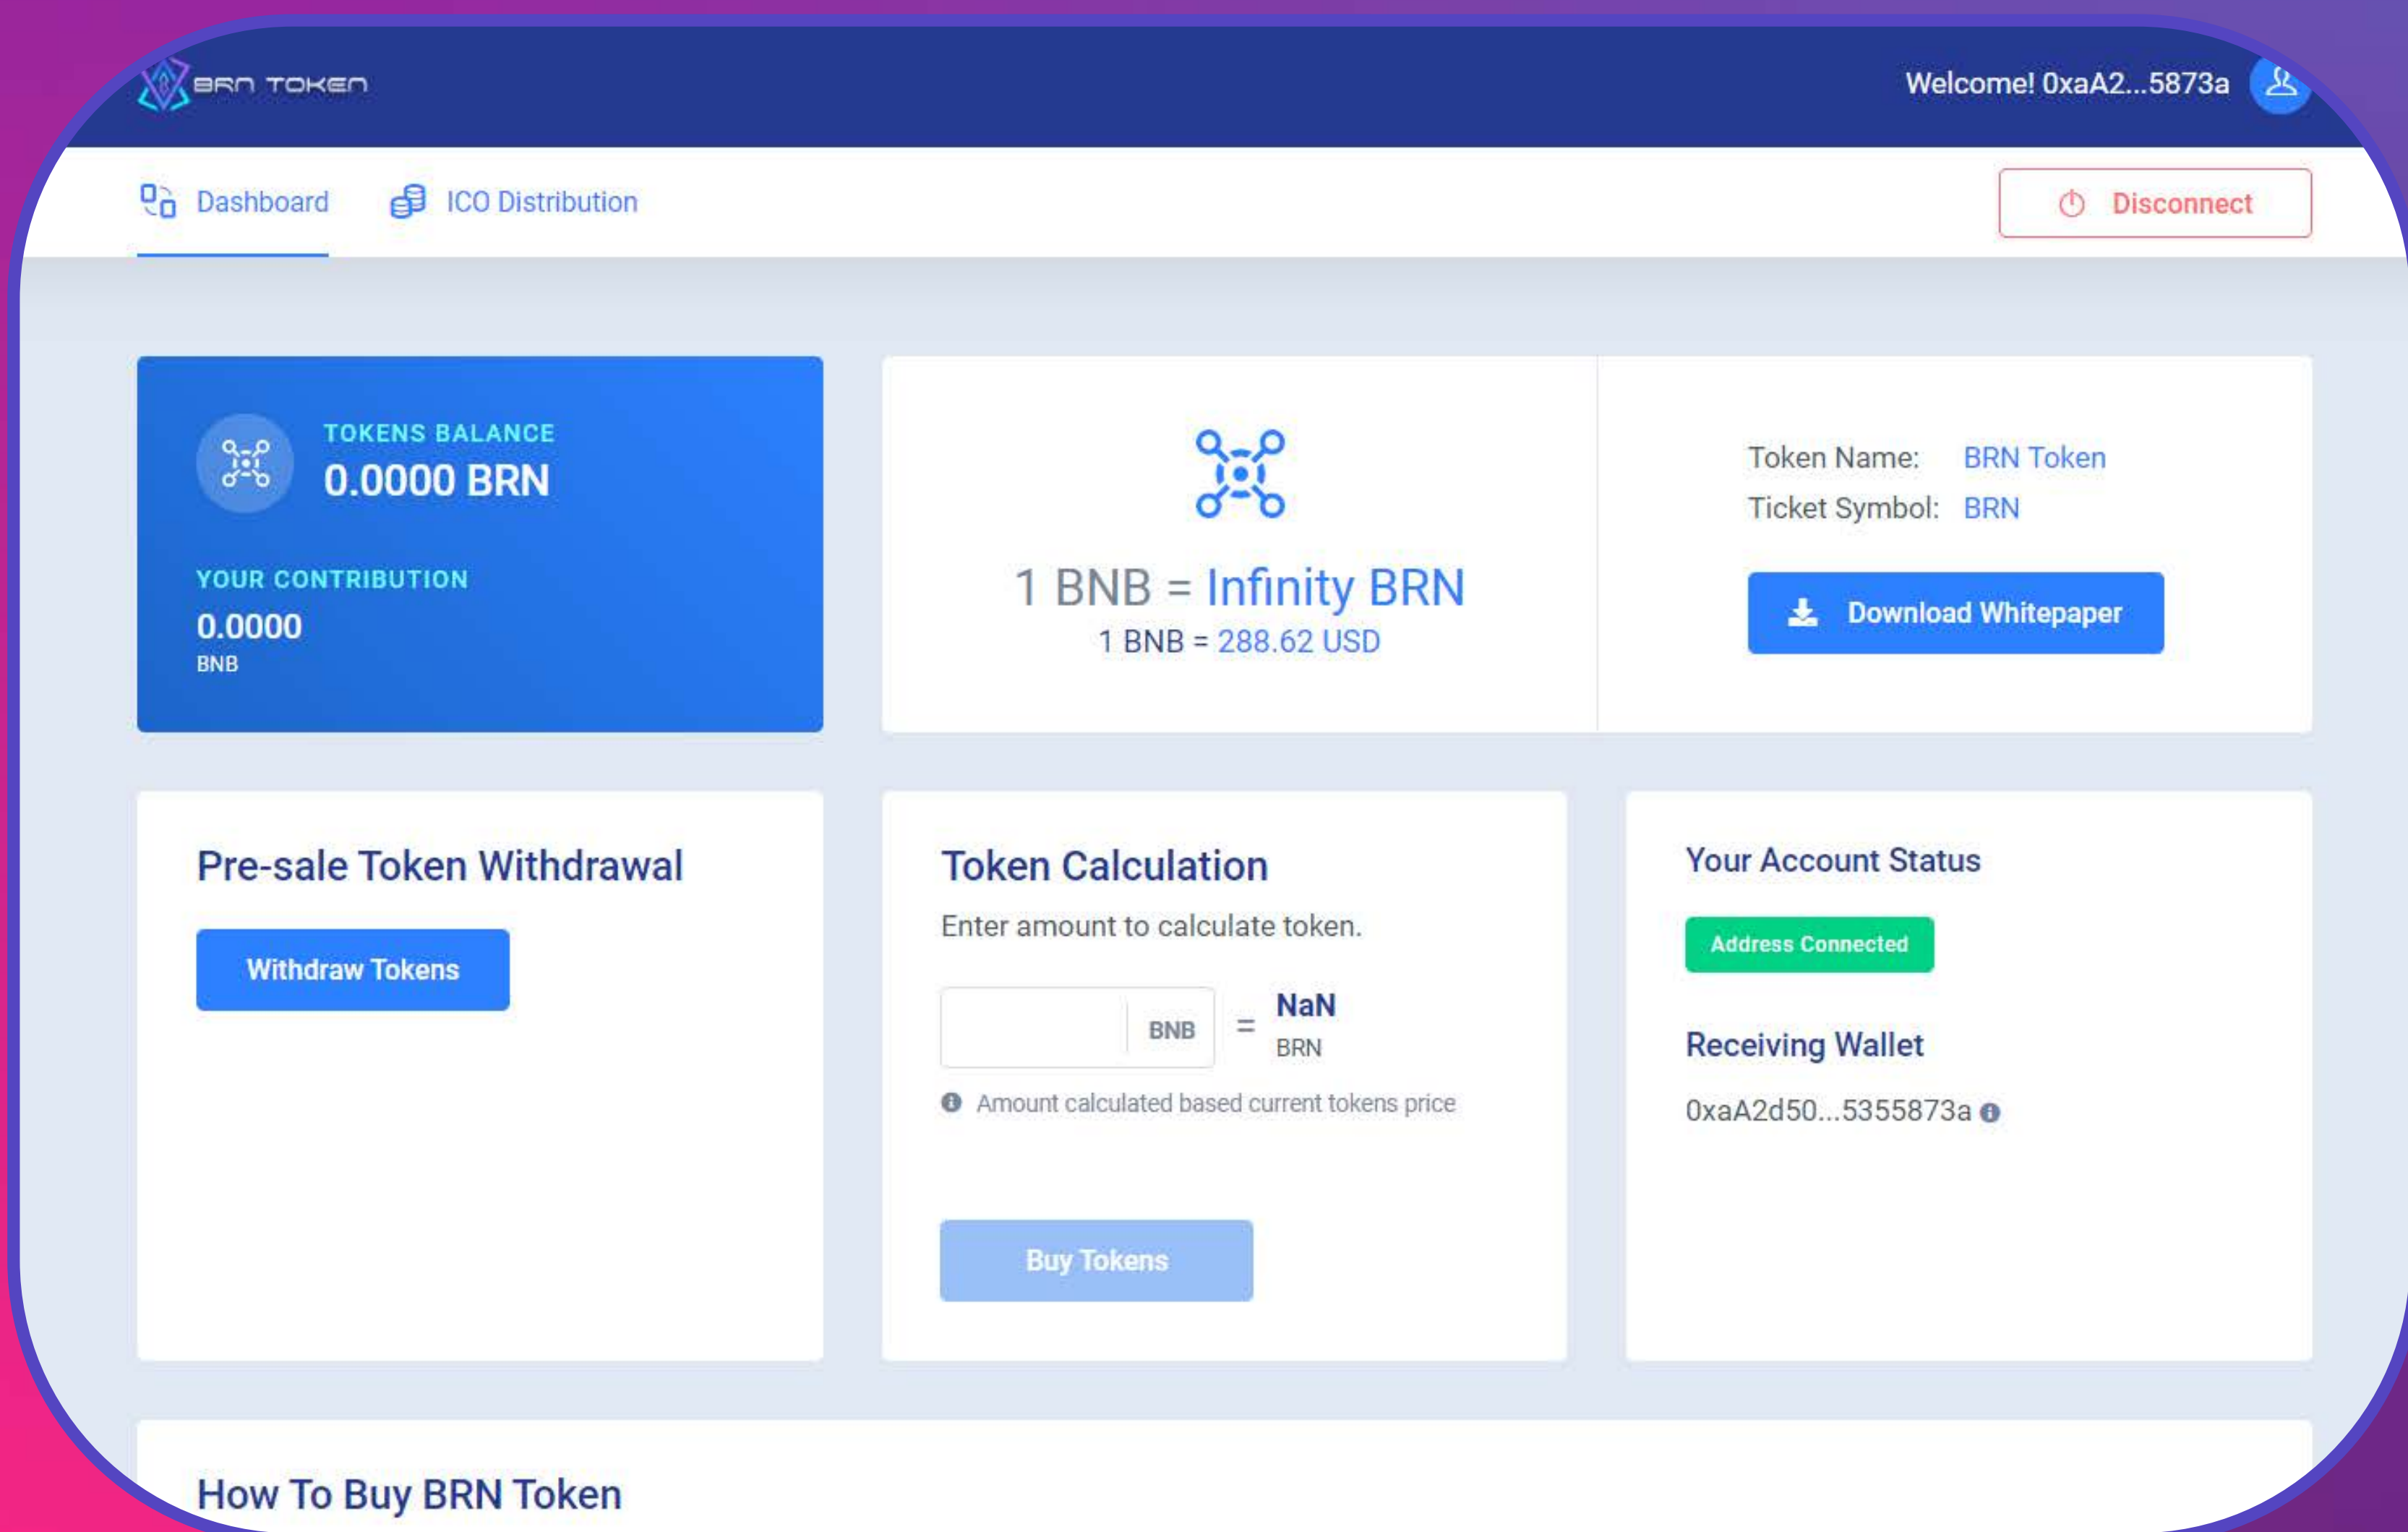 BRN TOKEN
Welcome! 0xaA2...5873a
Dashboard
ICO Distribution
Disconnect
TOKENS BALANCE
0.0000 BRN
YOUR CONTRIBUTION
0.0000
BNB
1 BNB = Infinity BRN
1 BNB = 288.62 USD
Token Name: BRN Token
Ticket Symbol: BRN
Download Whitepaper
Pre-sale Token Withdrawal
Withdraw Tokens
Token Calculation
Enter amount to calculate token.
BNB = NaN
BRN
Amount calculated based current tokens price
Buy Tokens
Your Account Status
Address Connected
Receiving Wallet
0xaA2d50...5355873a
How To Buy BRN Token